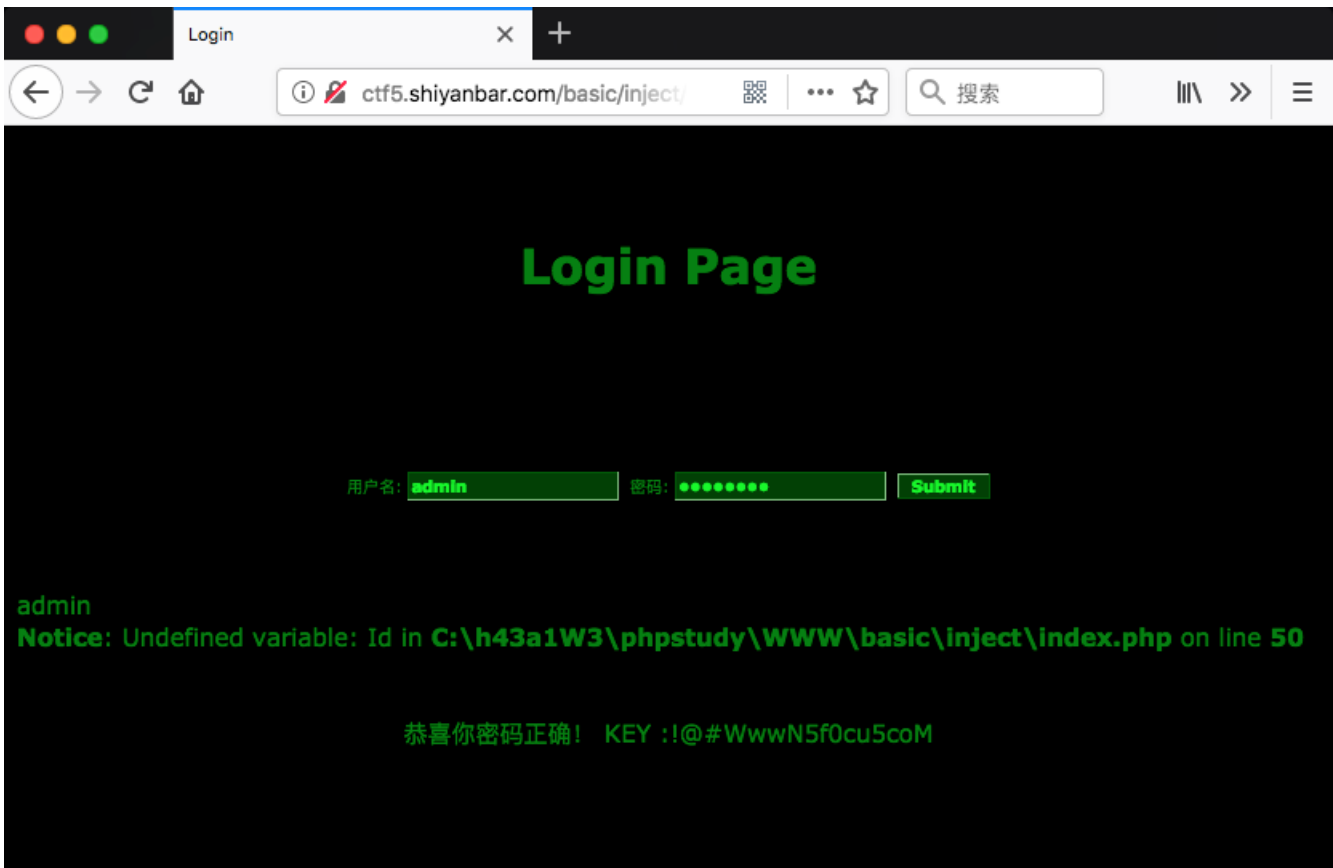 Login
ctf5.shiyanbar.com/basic/inject/
搜索
Login Page
用户名: admin 密码: •••••••• Submit
admin
Notice: Undefined variable: Id in C:\h43a1W3\phpstudy\WWW\basic\inject\index.php on line 50
恭喜你密码正确! KEY :!@#WwwN5f0cu5coM